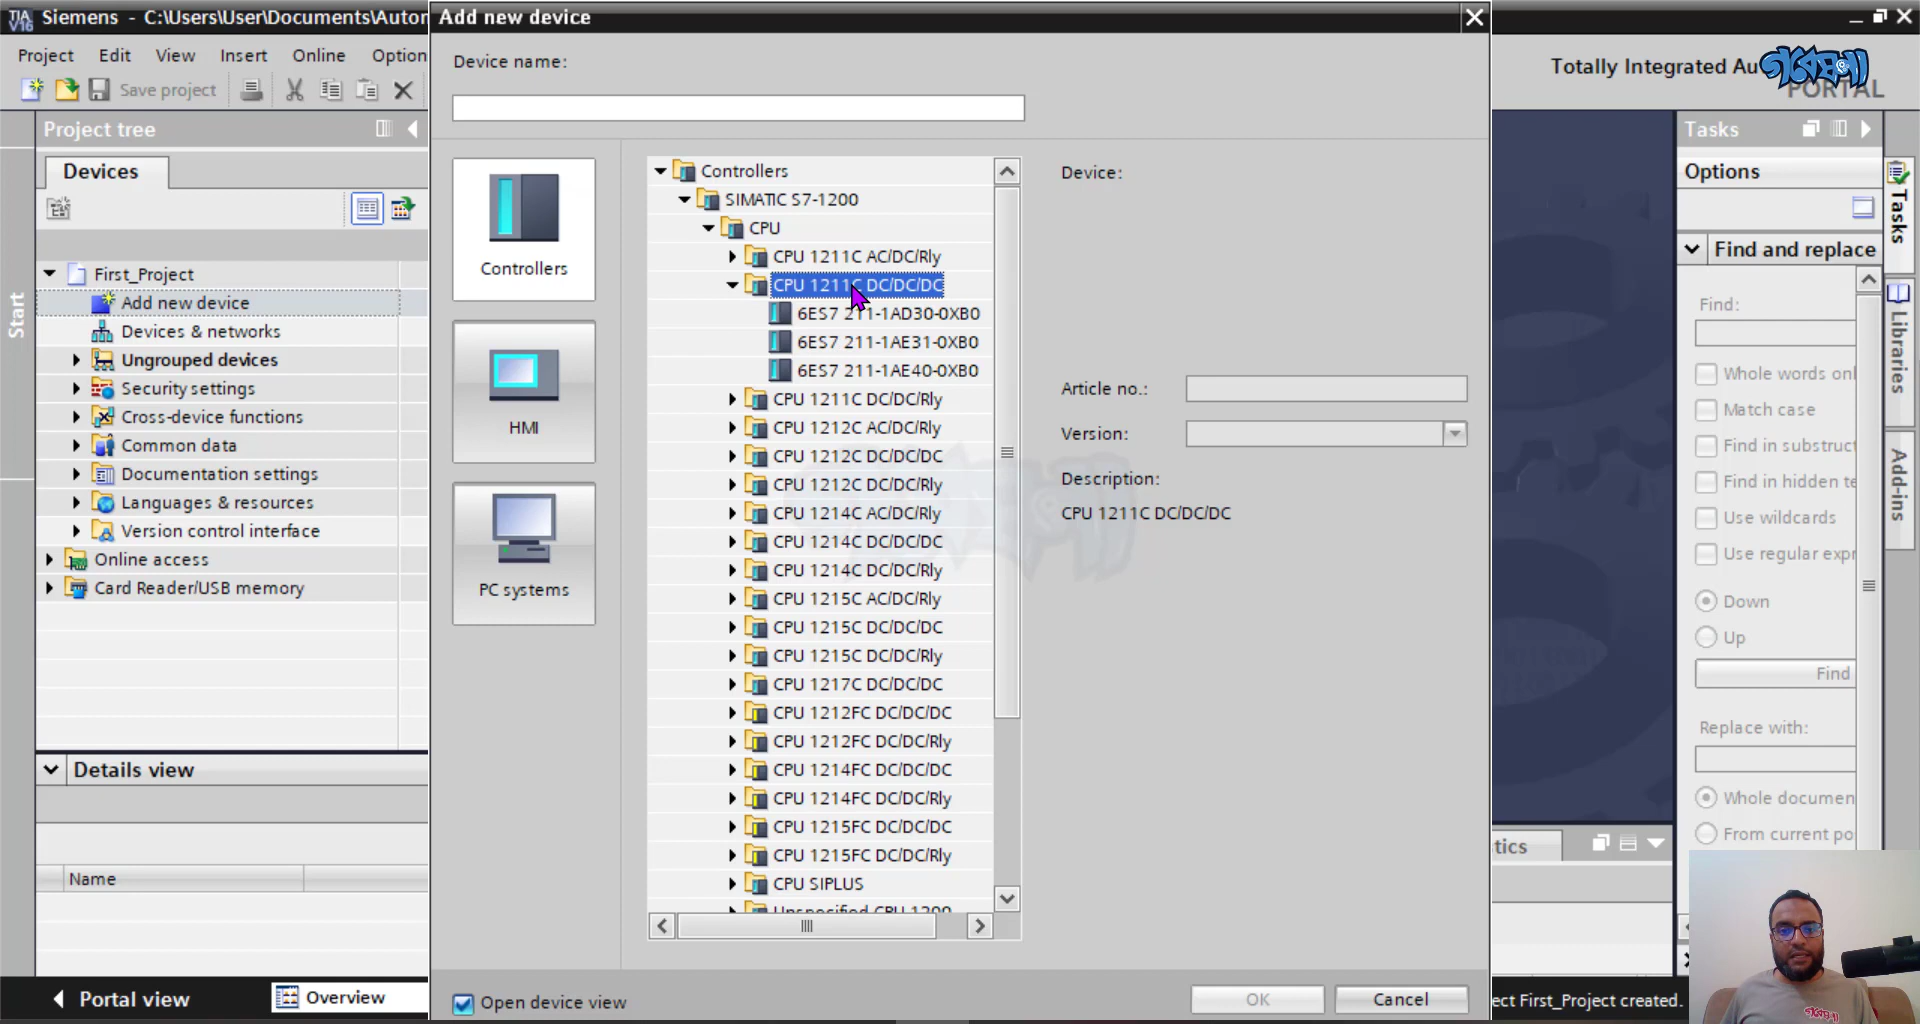 TIA V16
Siemens - C:\Users\User\Documents\Autor
Project Edit View Insert Online Option
Save project
Project tree
Devices
Start
First_Project
Add new device
Devices & networks
Ungrouped devices
Security settings
Cross-device functions
Common data
Documentation settings
Languages & resources
Version control interface
Online access
Card Reader/USB memory
Details view
Name
Portal view
Overview
Add new device
Device name:
Controllers
HMI
PC systems
Controllers
SIMATIC S7-1200
CPU
CPU 1211C AC/DC/Rly
CPU 1211C DC/DC/DC
6ES7 211-1AD30-0XB0
6ES7 211-1AE31-0XB0
6ES7 211-1AE40-0XB0
CPU 1211C DC/DC/Rly
CPU 1212C AC/DC/Rly
CPU 1212C DC/DC/DC
CPU 1212C DC/DC/Rly
CPU 1214C AC/DC/Rly
CPU 1214C DC/DC/DC
CPU 1214C DC/DC/Rly
CPU 1215C AC/DC/Rly
CPU 1215C DC/DC/DC
CPU 1215C DC/DC/Rly
CPU 1217C DC/DC/DC
CPU 1212FC DC/DC/DC
CPU 1212FC DC/DC/Rly
CPU 1214FC DC/DC/DC
CPU 1214FC DC/DC/Rly
CPU 1215FC DC/DC/DC
CPU 1215FC DC/DC/Rly
CPU SIPLUS
Unspecified CPU 1200
Device:
Article no.:
Version:
Description:
CPU 1211C DC/DC/DC
Open device view
OK
Cancel
Totally Integrated Au
PORTAL
গবেষণা
Tasks
Options
Find and replace
Find:
Whole words onl
Match case
Find in substruct
Find in hidden te
Use wildcards
Use regular expr
Down
Up
Find
Replace with:
Whole documen
From current po
Tasks
Libraries
Add-ins
tics
ect First_Project created.